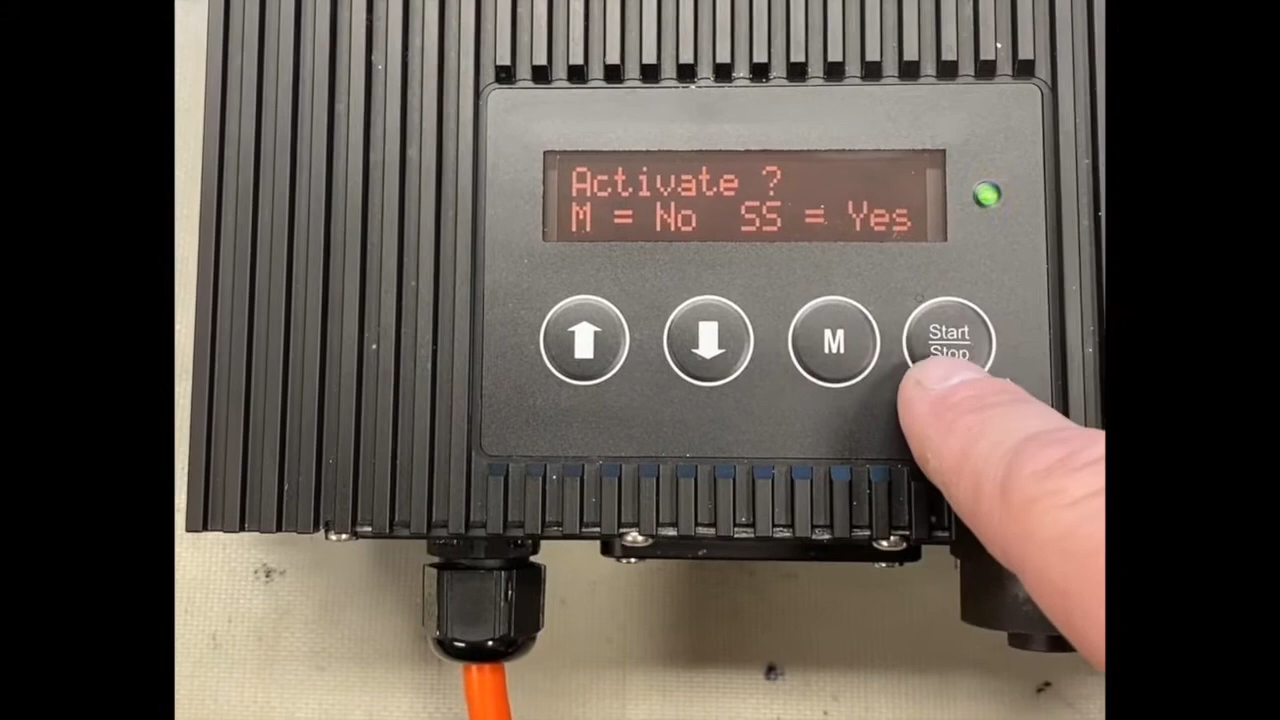 Activate ?
M = No SS = Yes
M
Start
Stop